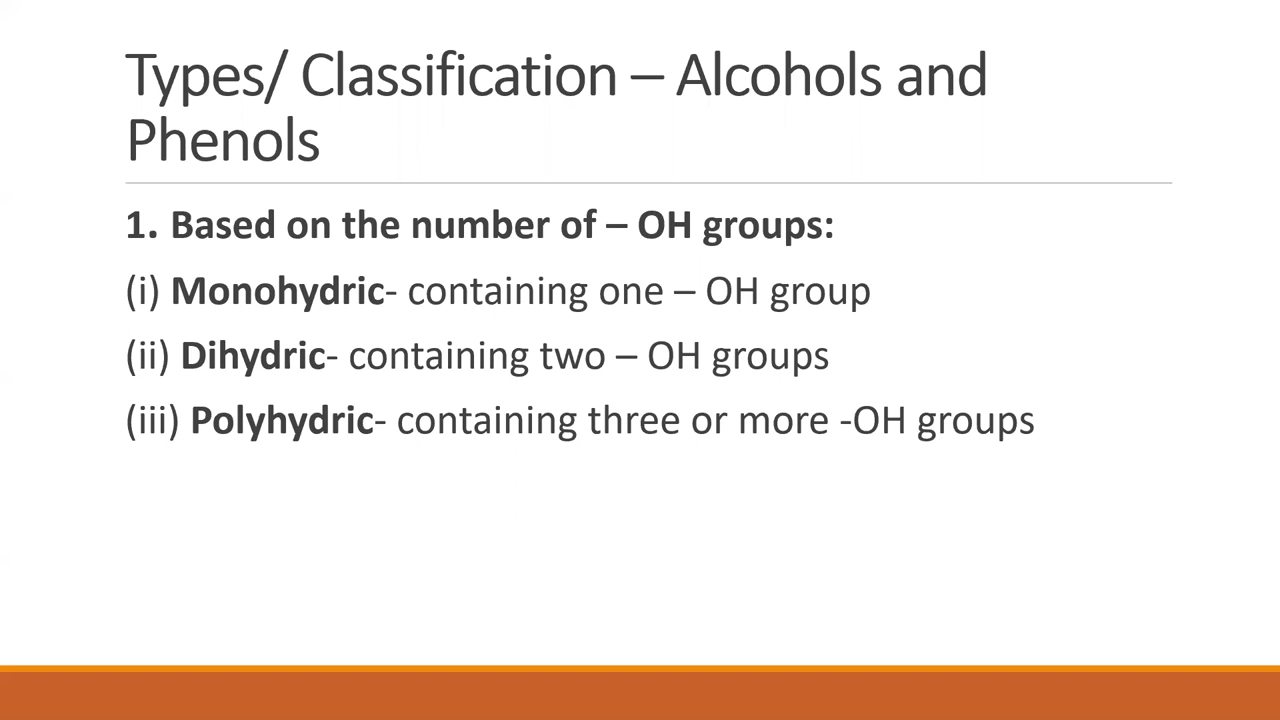 Types/ Classification – Alcohols and
Phenols
1. Based on the number of – OH groups:
(i) Monohydric- containing one – OH group
(ii) Dihydric- containing two – OH groups
(iii) Polyhydric- containing three or more -OH groups